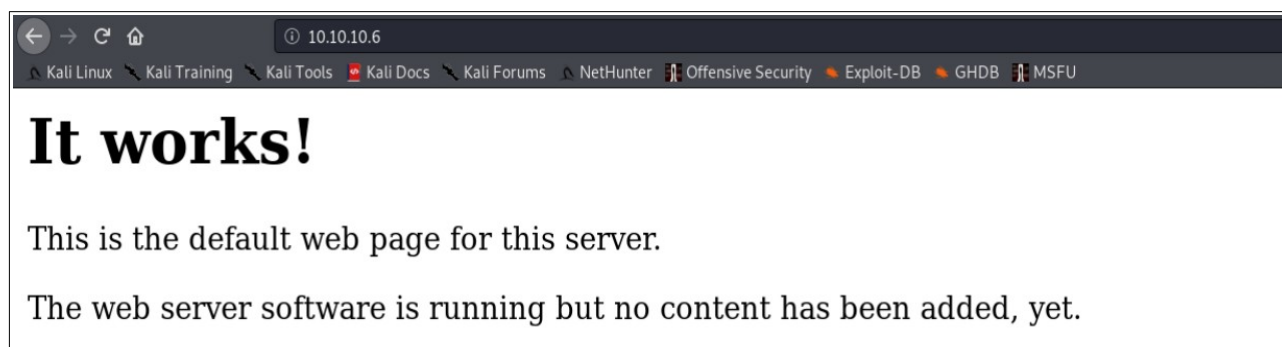 10.10.10.6
Kali Linux Kali Training Kali Tools Kali Docs Kali Forums NetHunter Offensive Security Exploit-DB GHDB MSFU
It works!
This is the default web page for this server.
The web server software is running but no content has been added, yet.